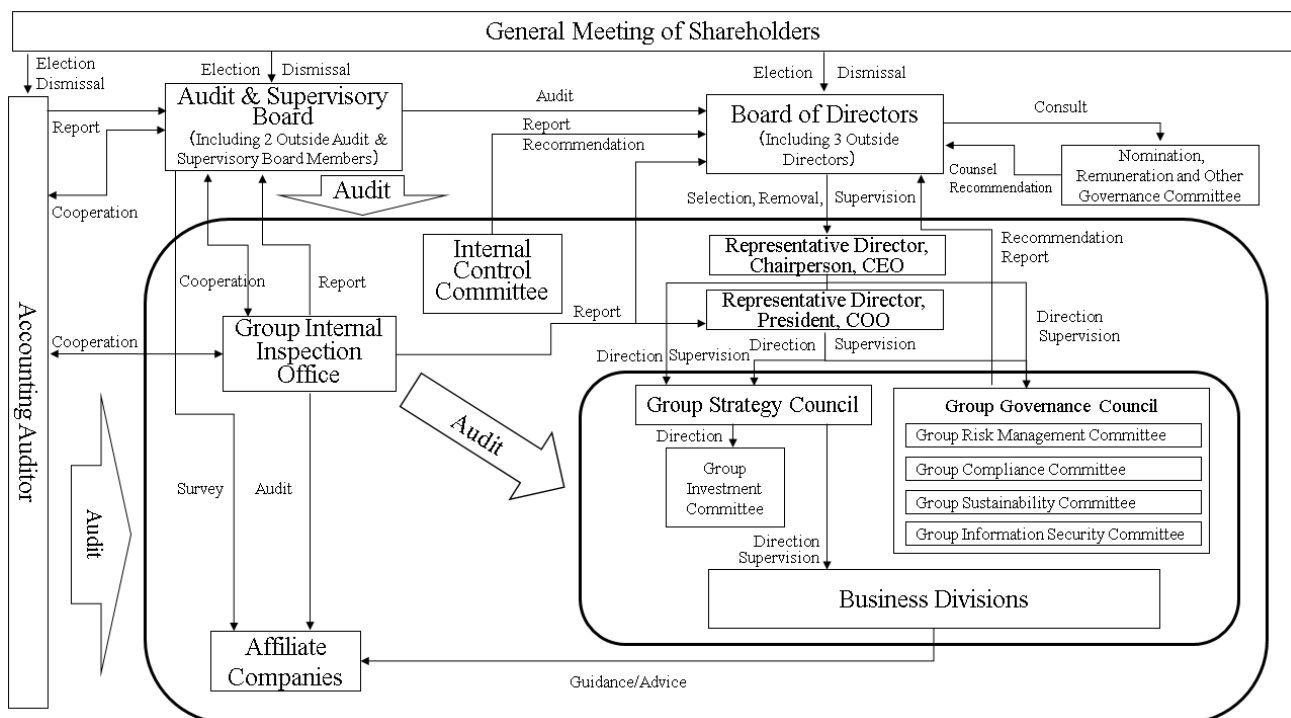 General Meeting of Shareholders
Election
Dismissal
Election Dismissal
Election Dismissal
Audit & Supervisory
Board
(Including 2 Outside Audit &
Supervisory Board Members)
Audit
Board of Directors
(Including 3 Outside
Directors)
Consult
Report
Report
Recommendation
Counsel
Recommendation
Nomination,
Remuneration and Other
Governance Committee
Cooperation
Audit
Selection, Removal, Supervision
Internal
Control
Committee
Representative Director,
Chairperson, CEO
Recommendation
Report
Cooperation
Report
Representative Director,
President, COO
Accounting Auditor
Cooperation
Group Internal
Inspection
Office
Report
Direction
Supervision
Direction Supervision
Direction Supervision
Group Strategy Council
Group Governance Council
Group Risk Management Committee
Group Compliance Committee
Group Sustainability Committee
Group Information Security Committee
Direction
Group
Investment
Committee
Audit
Audit
Survey
Audit
Direction
Supervision
Business Divisions
Affiliate
Companies
Guidance/Advice